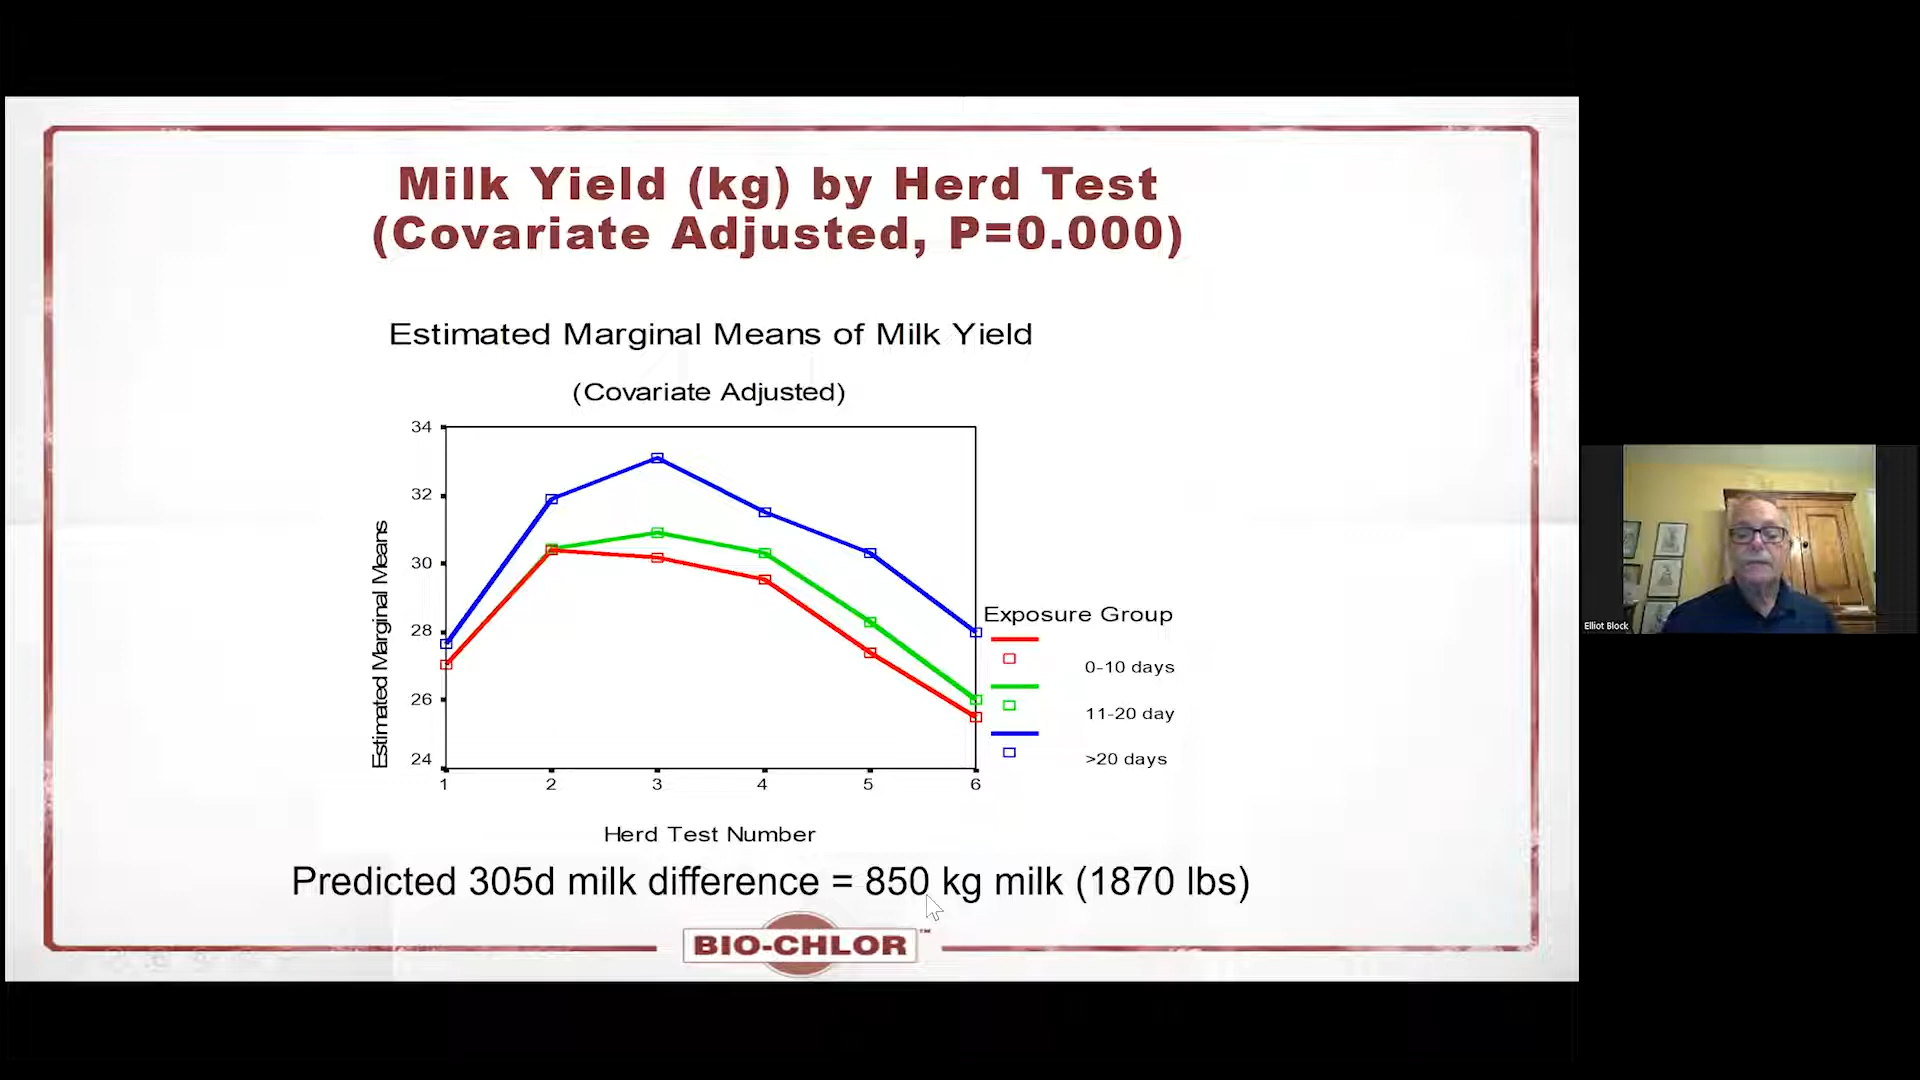 Milk Yield (kg) by Herd Test
(Covariate Adjusted, P=0.000)
Estimated Marginal Means of Milk Yield
(Covariate Adjusted)
Estimated Marginal Means
34
32
30
28
26
24
1 2 3 4 5 6
Herd Test Number
Exposure Group
0-10 days
11-20 day
>20 days
Predicted 305d milk difference = 850 kg milk (1870 lbs)
BIO-CHLOR™
Elliot Block